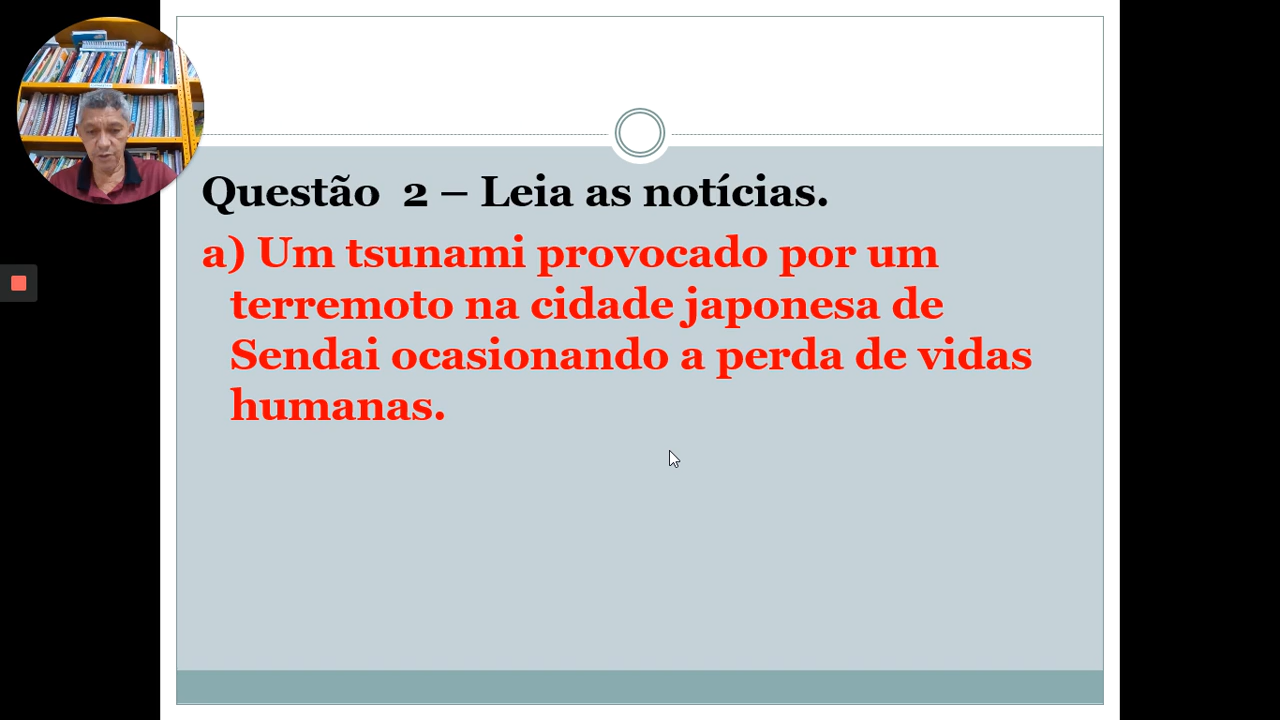 Questão 2 – Leia as notícias.
a) Um tsunami provocado por um
terremoto na cidade japonesa de
Sendai ocasionando a perda de vidas
humanas.